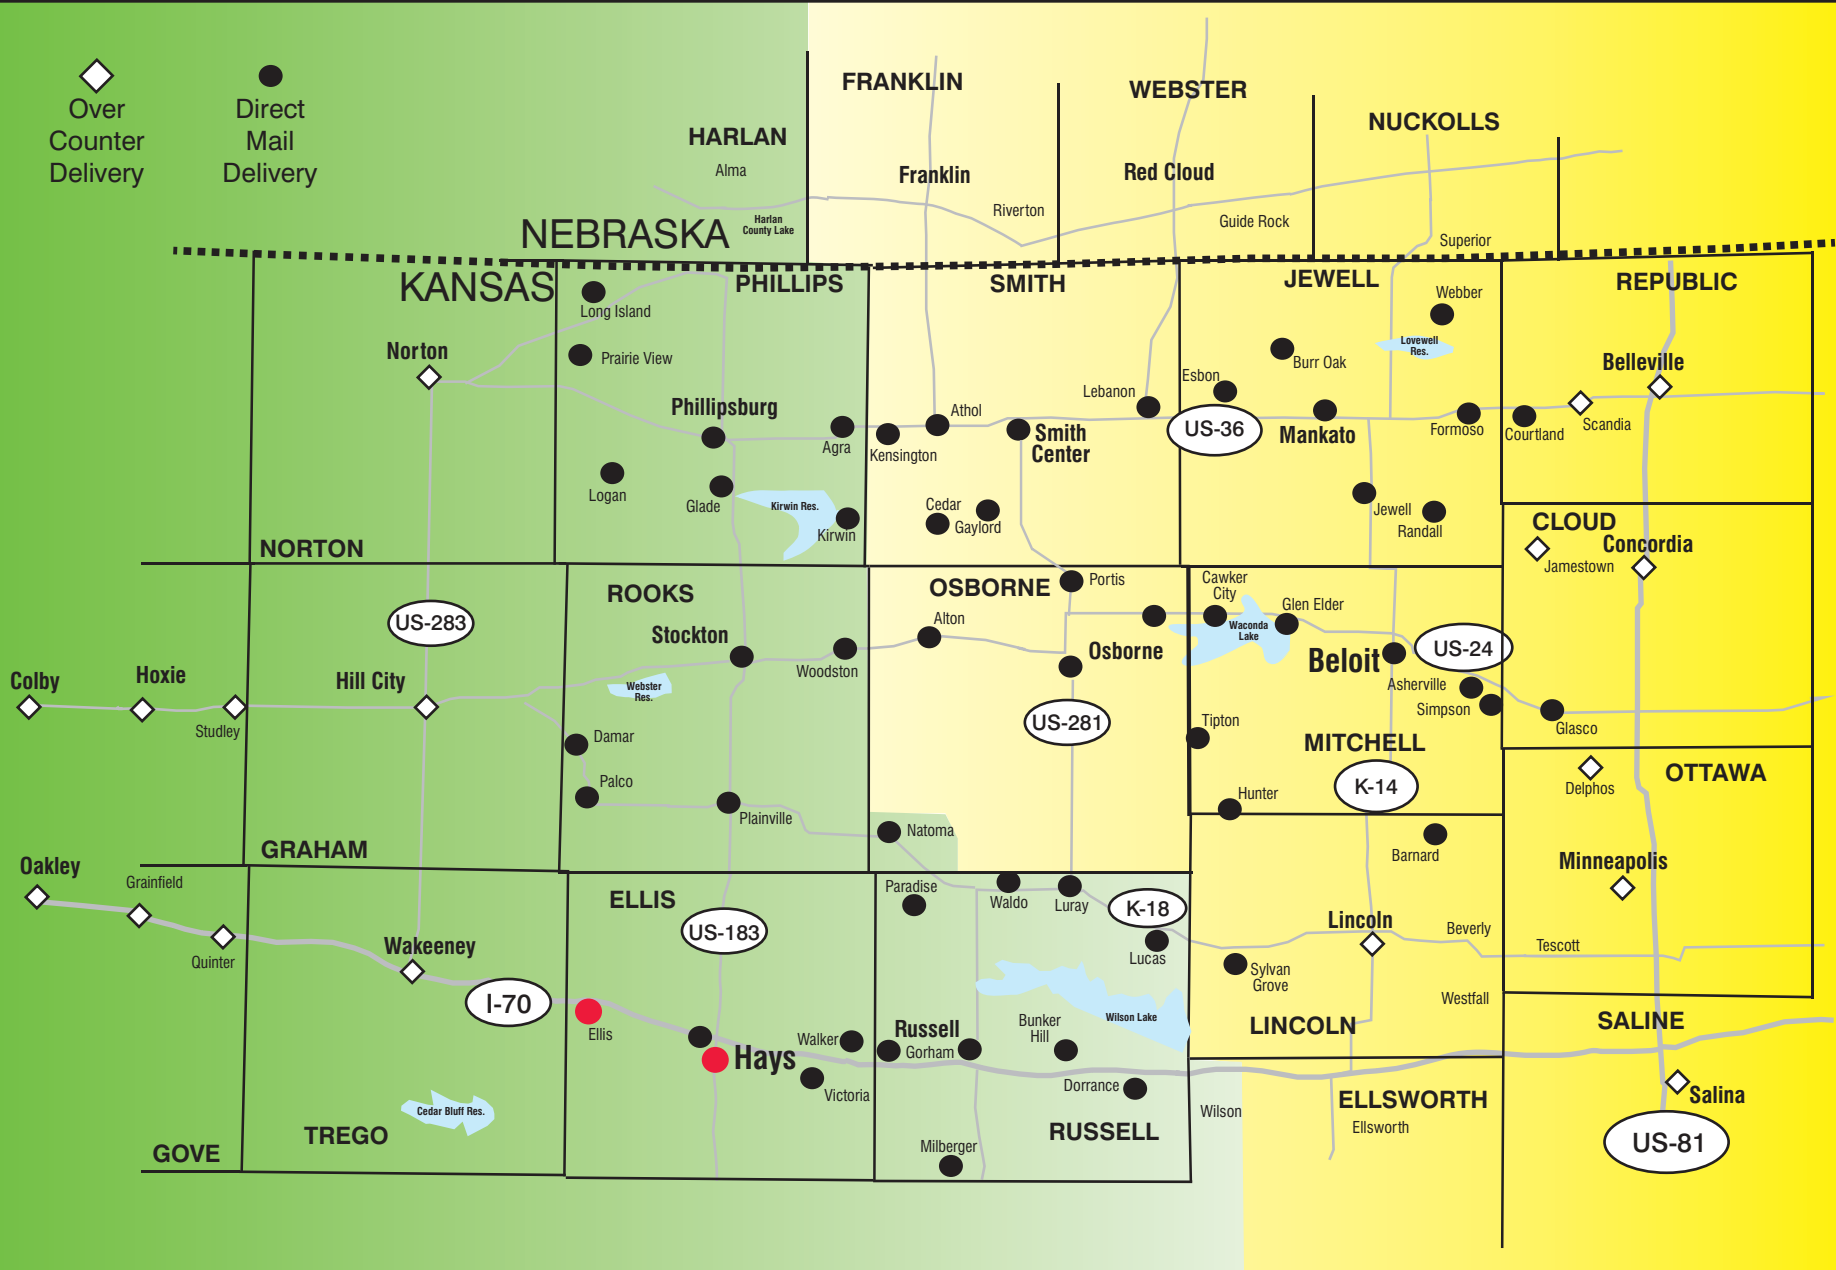 Over
Counter
Delivery
Direct
Mail
Delivery
FRANKLIN
WEBSTER
NUCKOLLS
HARLAN
Alma
Franklin
Red Cloud
Riverton
Guide Rock
Harlan
County Lake
NEBRASKA
Superior
KANSAS
PHILLIPS
SMITH
JEWELL
REPUBLIC
Long Island
Webber
Norton
Prairie View
Burr Oak
Lovewell
Res.
Belleville
Phillipsburg
Lebanon
Esbon
Athol
Agra
Kensington
Smith
Center
US-36
Mankato
Formoso
Courtland
Scandia
Logan
Glade
Kirwin Res.
Kirwin
Cedar
Gaylord
Jewell
Randall
NORTON
CLOUD
Concordia
Jamestown
ROOKS
OSBORNE
Portis
Cawker
City
Glen Elder
US-283
Stockton
Alton
Waconda
Lake
Woodston
Osborne
Beloit
US-24
Colby
Hoxie
Hill City
Webster
Res.
Asherville
Simpson
Studley
US-281
Tipton
Glasco
Damar
MITCHELL
Palco
K-14
OTTAWA
Delphos
Plainville
Hunter
Natoma
GRAHAM
Barnard
Oakley
Grainfield
Minneapolis
ELLIS
Paradise
Waldo
Luray
K-18
US-183
Lincoln
Beverly
Wakeeney
Quinter
Lucas
Tescott
Sylvan
Grove
I-70
Westfall
Ellis
Wilson Lake
Bunker
Hill
Russell
Gorham
Walker
LINCOLN
SALINE
Hays
Victoria
Dorrance
Salina
Cedar Bluff Res.
Wilson
ELLSWORTH
Ellsworth
TREGO
RUSSELL
US-81
GOVE
Milberger